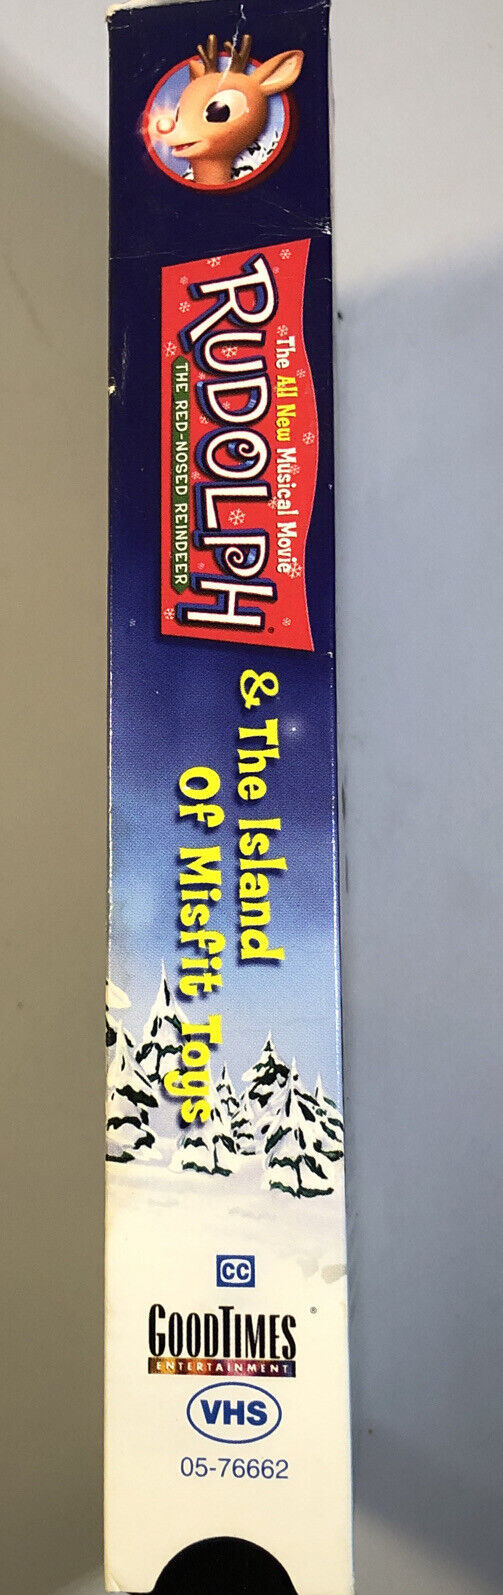 The All New Musical Movie
RUDOLPH®
THE RED-NOSED REINDEER
& The Island
Of Misfit Toys
CC
GOODTIMES®
ENTERTAINMENT
VHS
05-76662